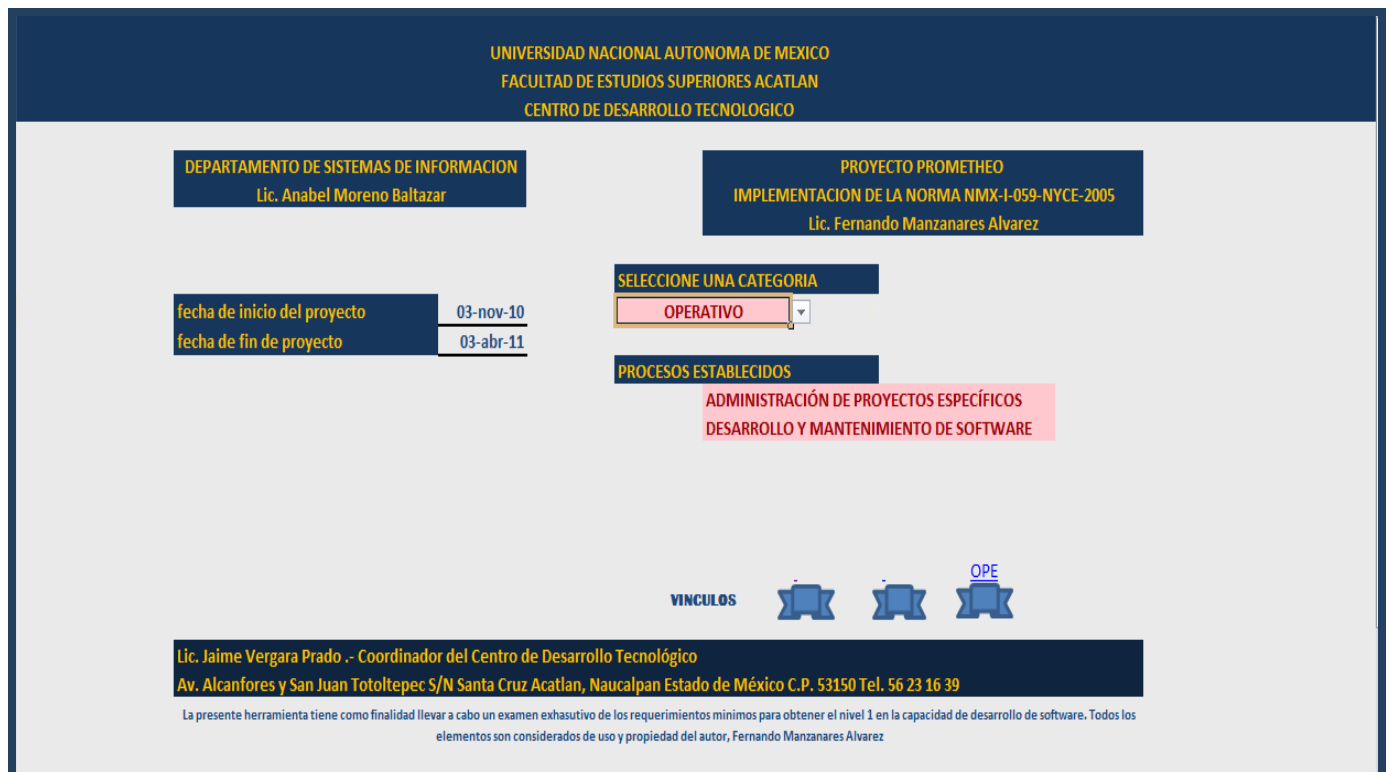 UNIVERSIDAD NACIONAL AUTONOMA DE MEXICO
FACULTAD DE ESTUDIOS SUPERIORES ACATLAN
CENTRO DE DESARROLLO TECNOLOGICO
DEPARTAMENTO DE SISTEMAS DE INFORMACION
Lic. Anabel Moreno Baltazar
PROYECTO PROMETHEO
IMPLEMENTACION DE LA NORMA NMX-I-059-NYCE-2005
Lic. Fernando Manzanares Alvarez
SELECCIONE UNA CATEGORIA
OPERATIVO
fecha de inicio del proyecto 03-nov-10
fecha de fin de proyecto 03-abr-11
PROCESOS ESTABLECIDOS
ADMINISTRACIÓN DE PROYECTOS ESPECÍFICOS
DESARROLLO Y MANTENIMIENTO DE SOFTWARE
OPE
VINCULOS
Lic. Jaime Vergara Prado .- Coordinador del Centro de Desarrollo Tecnológico
Av. Alcanfores y San Juan Totoltepec S/N Santa Cruz Acatlan, Naucalpan Estado de México C.P. 53150 Tel. 56 23 16 39
La presente herramienta tiene como finalidad llevar a cabo un examen exhasutivo de los requerimientos minimos para obtener el nivel 1 en la capacidad de desarrollo de software. Todos los
elementos son considerados de uso y propiedad del autor, Fernando Manzanares Alvarez